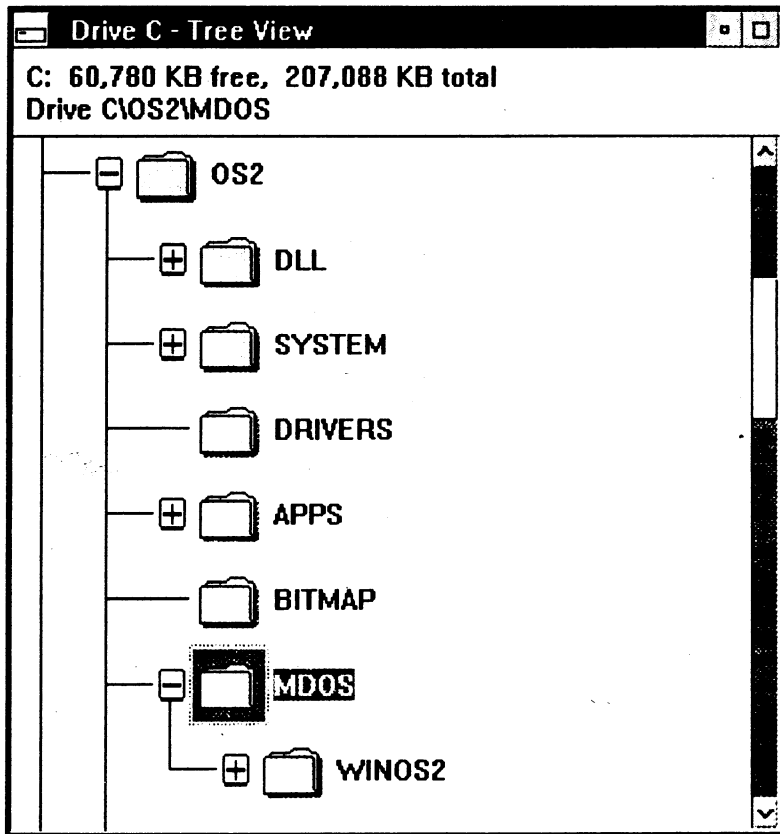 Drive C - Tree View
C: 60,780 KB free, 207,088 KB total
Drive C\OS2\MDOS
OS2
DLL
SYSTEM
DRIVERS
APPS
BITMAP
MDOS
WINOS2